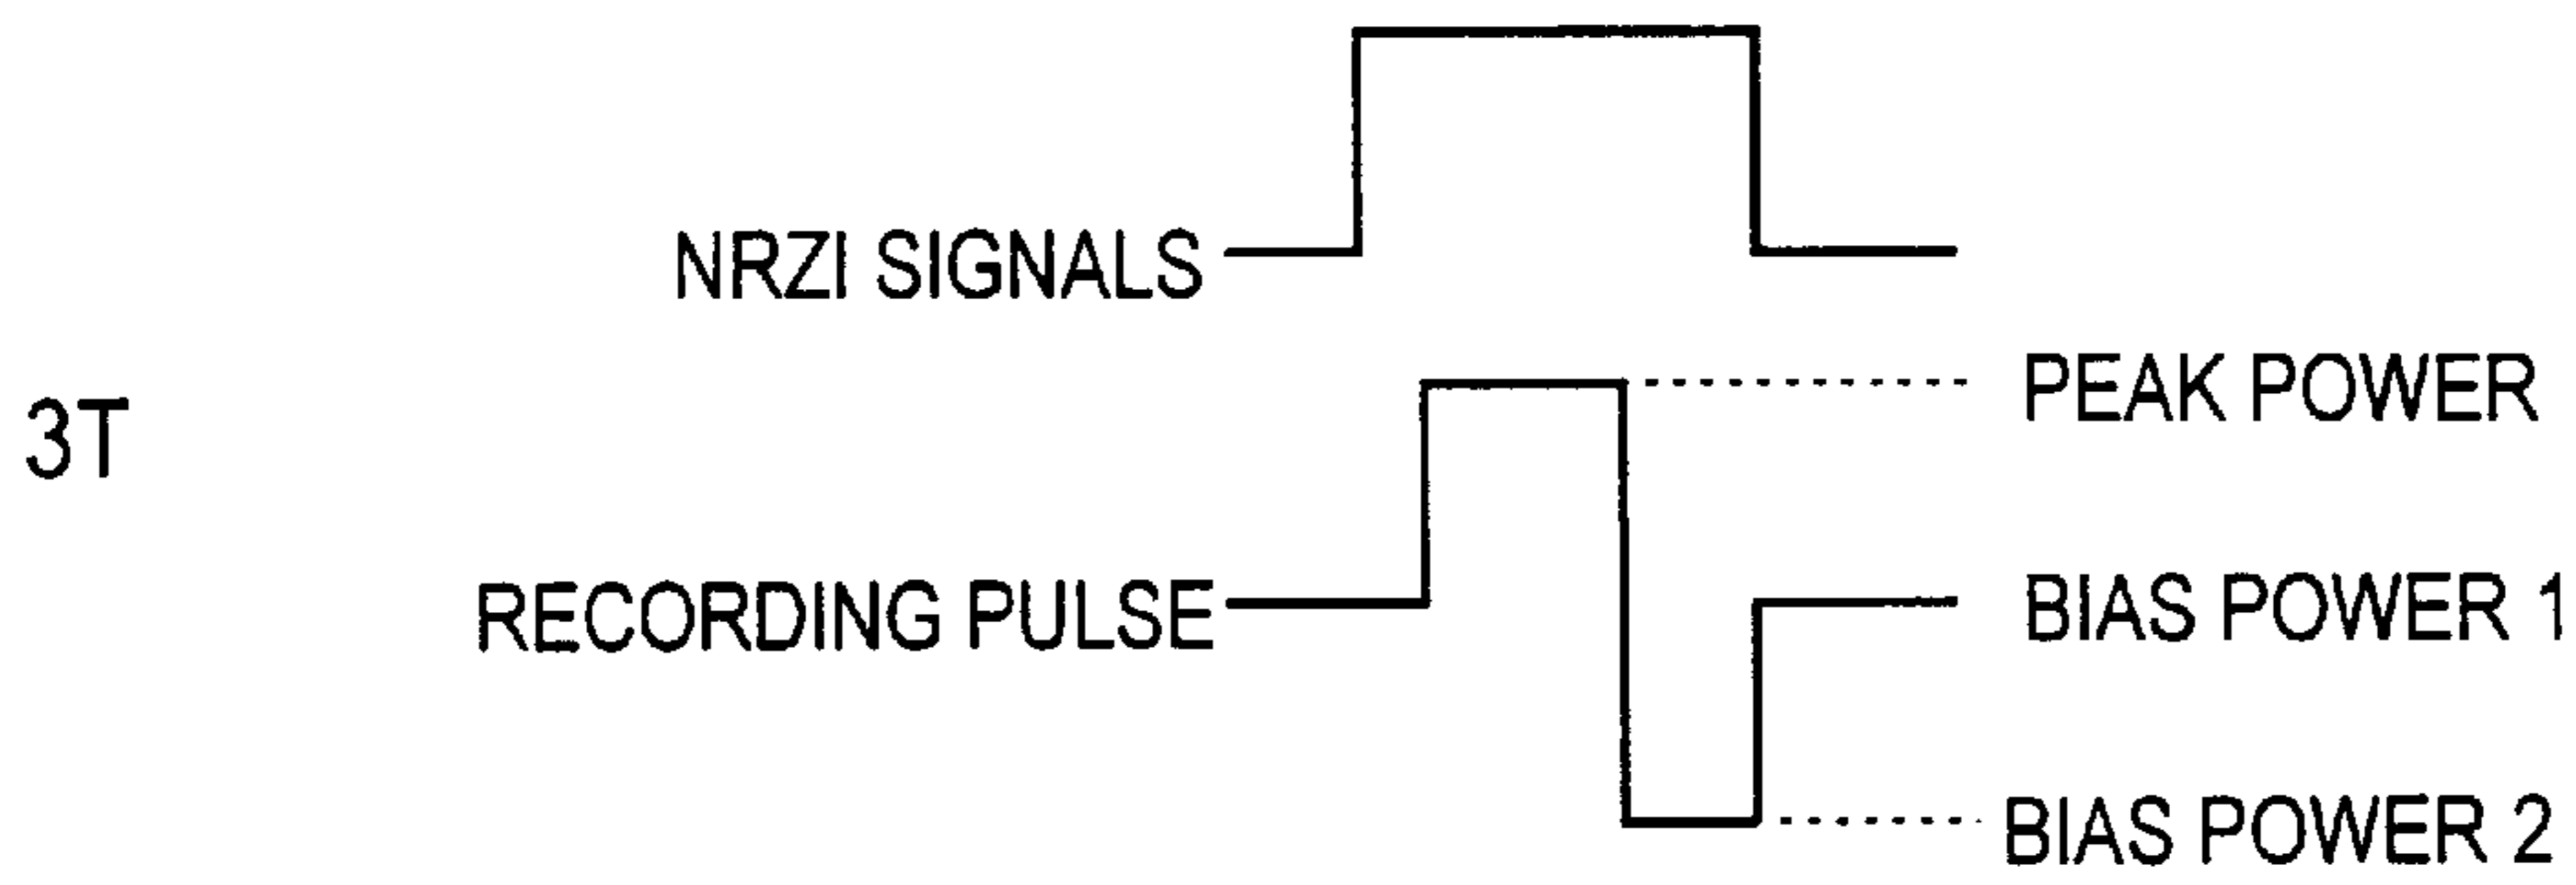 NRZI SIGNALS
PEAK POWER
3T
RECORDING PULSE
BIAS POWER 1
BIAS POWER 2